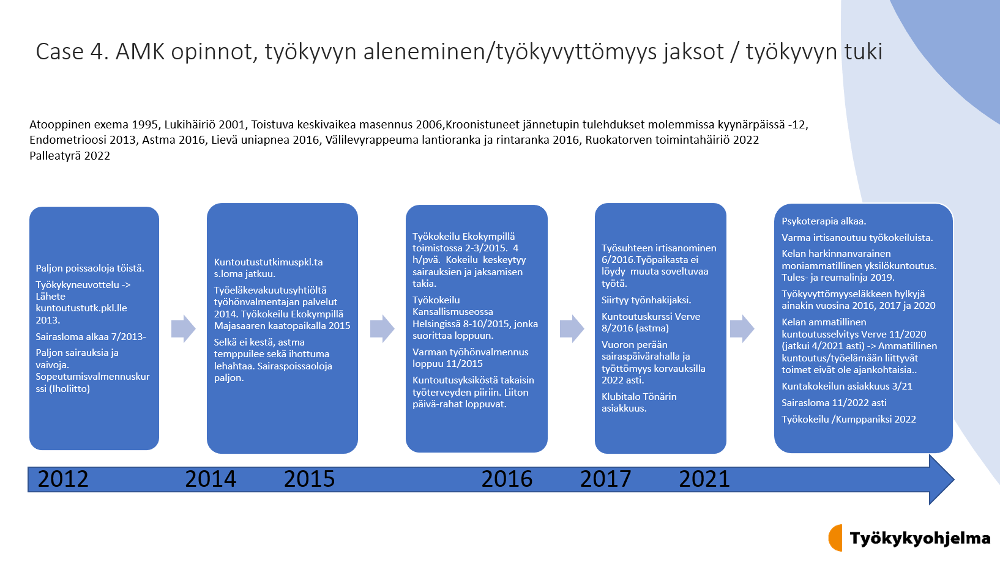 Case 4. AMK opinnot, työkyvyn aleneminen/työkyvyttömyys jaksot / työkyvyn tuki
Atooppinen exema 1995, Lukihäiriö 2001, Toistuva keskivaikea masennus 2006,Kroonistuneet jännetupin tulehdukset molemmissa kyynärpäissä -12,
Endometrioosi 2013, Astma 2016, Lievä uniapnea 2016, Välilevyrappeuma lantioranka ja rintaranka 2016, Ruokatorven toimintahäiriö 2022
Palleatyrä 2022
Paljon poissaoloja töistä.
Työkykyneuvottelu ->
Lähete
kuntoutustutk.pkl.lle
2013.
Sairasloma alkaa 7/2013-
Paljon sairauksia ja
vaivoja.
Sopeutumisvalmennuskur
ssi (Iholiitto)
Kuntoutustutkimuspkl.ta
s.loma jatkuu.
Työeläkevakuutusyhtiöltä
työhönvalmentajan palvelut
2014. Työkokeilu Ekokympillä
Majasaaren kaatopaikalla 2015
Selkä ei kestä, astma
temppuilee sekä ihottuma
lehahtaa. Sairaspoissaoloja
paljon.
Työkokeilu Ekokympillä
toimistossa 2-3/2015.  4
h/pvä.  Kokeilu  keskeytyy
sairauksien ja jaksamisen
takia.
Työkokeilu
Kansallismuseossa
Helsingissä 8-10/2015, jonka
suorittaa loppuun.
Varman työhönvalmennus
loppuu 11/2015
Kuntoutusyksiköstä takaisin
työterveyden piiriin. Liiton
päivä-rahat loppuvat.
Työsuhteen irtisanominen
6/2016.Työpaikasta ei
löydy  muuta soveltuvaa
työtä.
Siirtyy työnhakijaksi.
Kuntoutuskurssi Verve
8/2016 (astma)
Vuoron perään
sairaspäivärahalla ja
työttömyys korvauksilla
2022 asti.
Klubitalo Tönärin
asiakkuus.
Psykoterapia alkaa.
Varma irtisanoutuu työkokeiluista.
Kelan harkinnanvarainen
moniammatillinen yksilökuntoutus.
Tules- ja reumalinja 2019.
Työkyvyttömyyseläkkeen hylkyjä
ainakin vuosina 2016, 2017 ja 2020
Kelan ammatillinen
kuntoutusselvitys Verve 11/2020
(jatkui 4/2021 asti) -> Ammatillinen
kuntoutus/työelämään liittyvät
toimet eivät ole ajankohtaisia..
Kuntakokeilun asiakkuus 3/21
Sairasloma 11/2022 asti
Työkokeilu /Kumppaniksi 2022
2012 2014 2015 2016 2017 2021
Työkykyohjelma